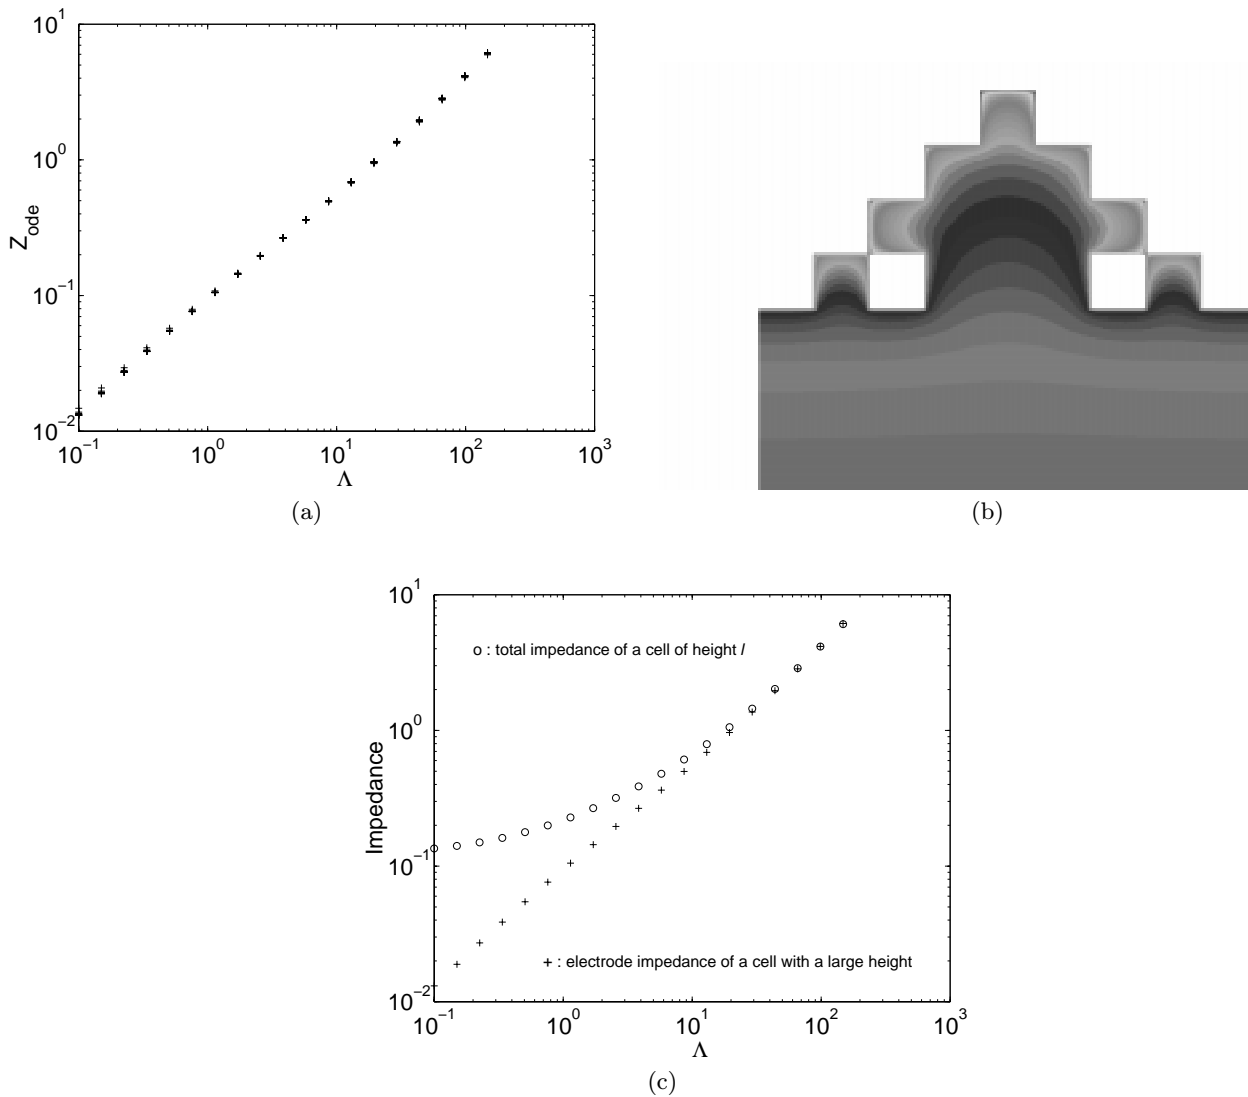 10^1
10^0
10^-1
10^-2
Z_ode
10^-1 10^0 10^1 10^2 10^3
Λ
(a)
(b)
10^1
10^0
10^-1
10^-2
Impedance
o : total impedance of a cell of height l
+ : electrode impedance of a cell with a large height
10^-1 10^0 10^1 10^2 10^3
Λ
(c)